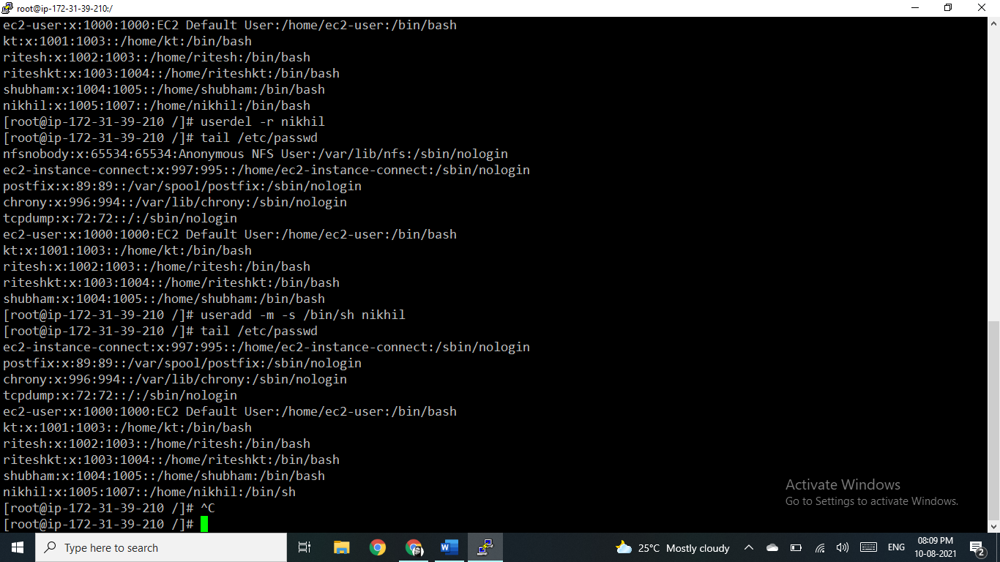 root@ip-172-31-39-210:/
ec2-user:x:1000:1000:EC2 Default User:/home/ec2-user:/bin/bash
kt:x:1001:1003::/home/kt:/bin/bash
ritesh:x:1002:1003::/home/ritesh:/bin/bash
riteshkt:x:1003:1004::/home/riteshkt:/bin/bash
shubham:x:1004:1005::/home/shubham:/bin/bash
nikhil:x:1005:1007::/home/nikhil:/bin/bash
[root@ip-172-31-39-210 /]# userdel -r nikhil
[root@ip-172-31-39-210 /]# tail /etc/passwd
nfsnobody:x:65534:65534:Anonymous NFS User:/var/lib/nfs:/sbin/nologin
ec2-instance-connect:x:997:995::/home/ec2-instance-connect:/sbin/nologin
postfix:x:89:89::/var/spool/postfix:/sbin/nologin
chrony:x:996:994::/var/lib/chrony:/sbin/nologin
tcpdump:x:72:72::/:/sbin/nologin
ec2-user:x:1000:1000:EC2 Default User:/home/ec2-user:/bin/bash
kt:x:1001:1003::/home/kt:/bin/bash
ritesh:x:1002:1003::/home/ritesh:/bin/bash
riteshkt:x:1003:1004::/home/riteshkt:/bin/bash
shubham:x:1004:1005::/home/shubham:/bin/bash
[root@ip-172-31-39-210 /]# useradd -m -s /bin/sh nikhil
[root@ip-172-31-39-210 /]# tail /etc/passwd
ec2-instance-connect:x:997:995::/home/ec2-instance-connect:/sbin/nologin
postfix:x:89:89::/var/spool/postfix:/sbin/nologin
chrony:x:996:994::/var/lib/chrony:/sbin/nologin
tcpdump:x:72:72::/:/sbin/nologin
ec2-user:x:1000:1000:EC2 Default User:/home/ec2-user:/bin/bash
kt:x:1001:1003::/home/kt:/bin/bash
ritesh:x:1002:1003::/home/ritesh:/bin/bash
riteshkt:x:1003:1004::/home/riteshkt:/bin/bash
shubham:x:1004:1005::/home/shubham:/bin/bash
nikhil:x:1005:1007::/home/nikhil:/bin/sh
[root@ip-172-31-39-210 /]# ^C
[root@ip-172-31-39-210 /]#
Activate Windows
Go to Settings to activate Windows.
Type here to search
25°C Mostly cloudy
ENG
08:09 PM
10-08-2021
2